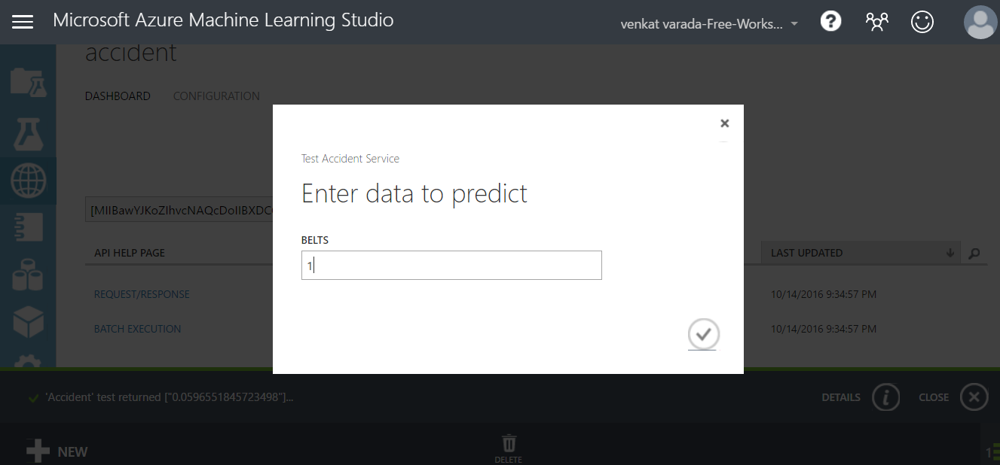 Microsoft Azure Machine Learning Studio
venkat varada-Free-Works...
accident
DASHBOARD CONFIGURATION
Test Accident Service
Enter data to predict
[MIIBawYJKoZIhvcNAQcDoIIBXDC
BELTS
API HELP PAGE
LAST UPDATED
1
REQUEST/RESPONSE
10/14/2016 9:34:57 PM
BATCH EXECUTION
10/14/2016 9:34:57 PM
'Accident' test returned ["0.0596551845723498"]...
DETAILS
CLOSE
NEW
DELETE
1